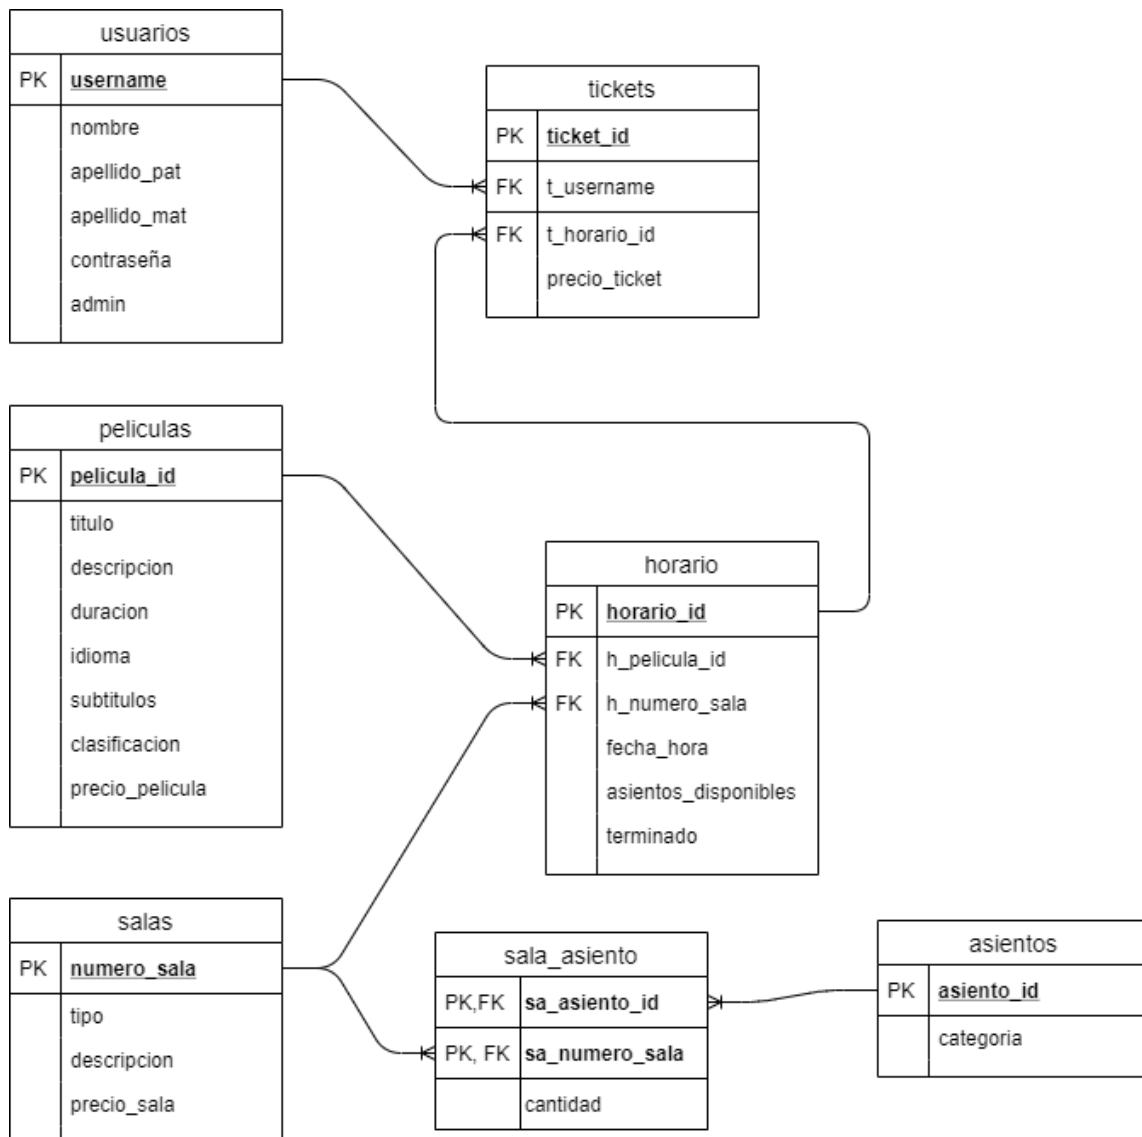 usuarios
PK username
nombre
apellido_pat
apellido_mat
contraseña
admin
tickets
PK ticket_id
FK t_username
FK t_horario_id
precio_ticket
peliculas
PK pelicula_id
titulo
descripcion
duracion
idioma
subtitulos
clasificacion
precio_pelicula
horario
PK horario_id
FK h_pelicula_id
FK h_numero_sala
fecha_hora
asientos_disponibles
terminado
salas
PK numero_sala
tipo
descripcion
precio_sala
sala_asiento
PK,FK sa_asiento_id
PK, FK sa_numero_sala
cantidad
asientos
PK asiento_id
categoria